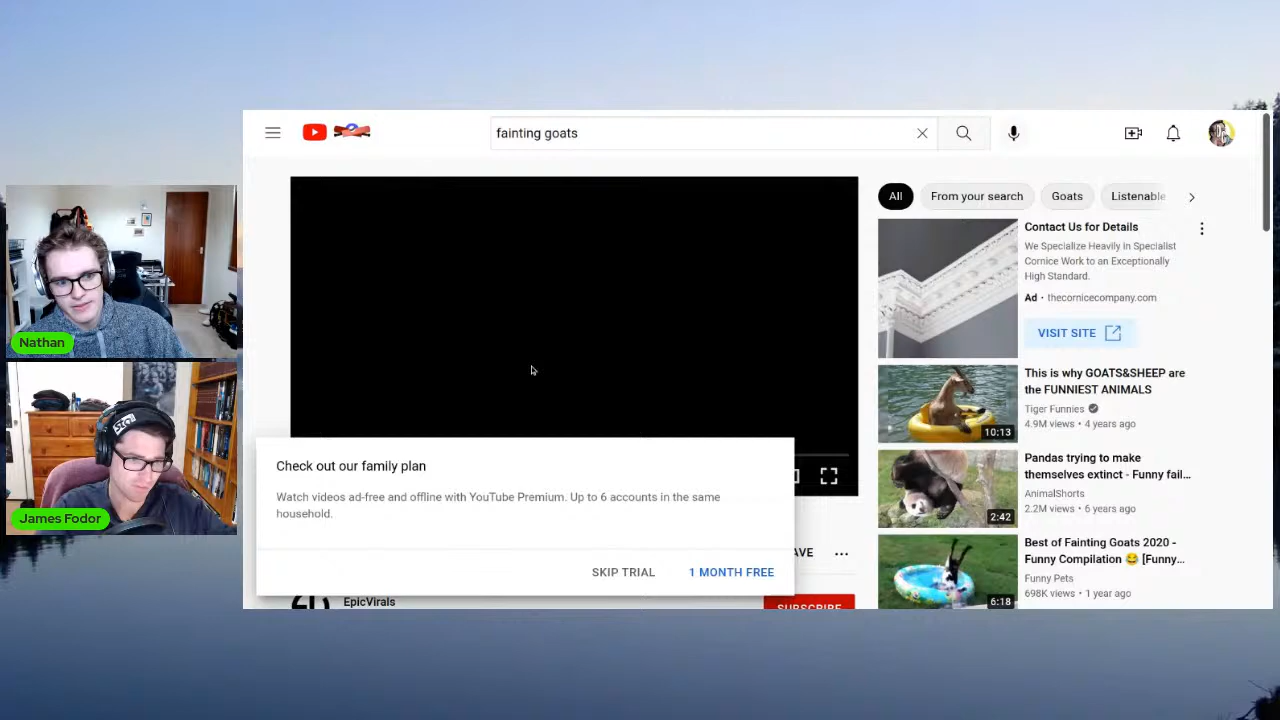 fainting goats
All
From your search
Goats
Listenable
Contact Us for Details
We Specialize Heavily in Specialist
Cornice Work to an Exceptionally
High Standard.
Ad · thecornicecompany.com
VISIT SITE
This is why GOATS&SHEEP are
the FUNNIEST ANIMALS
Tiger Funnies
4.9M views • 4 years ago
10:13
Pandas trying to make
themselves extinct - Funny fail...
AnimalShorts
2.2M views • 6 years ago
2:42
Best of Fainting Goats 2020 -
Funny Compilation 😂 [Funny...
Funny Pets
698K views • 1 year ago
6:18
Check out our family plan
Watch videos ad-free and offline with YouTube Premium. Up to 6 accounts in the same
household.
SKIP TRIAL
1 MONTH FREE
AVE
EpicVirals
SUBSCRIBE
Nathan
James Fodor